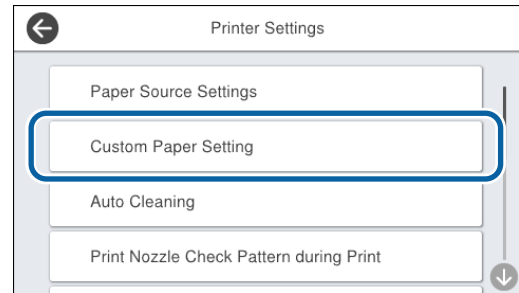 Printer Settings
Paper Source Settings
Custom Paper Setting
Auto Cleaning
Print Nozzle Check Pattern during Print